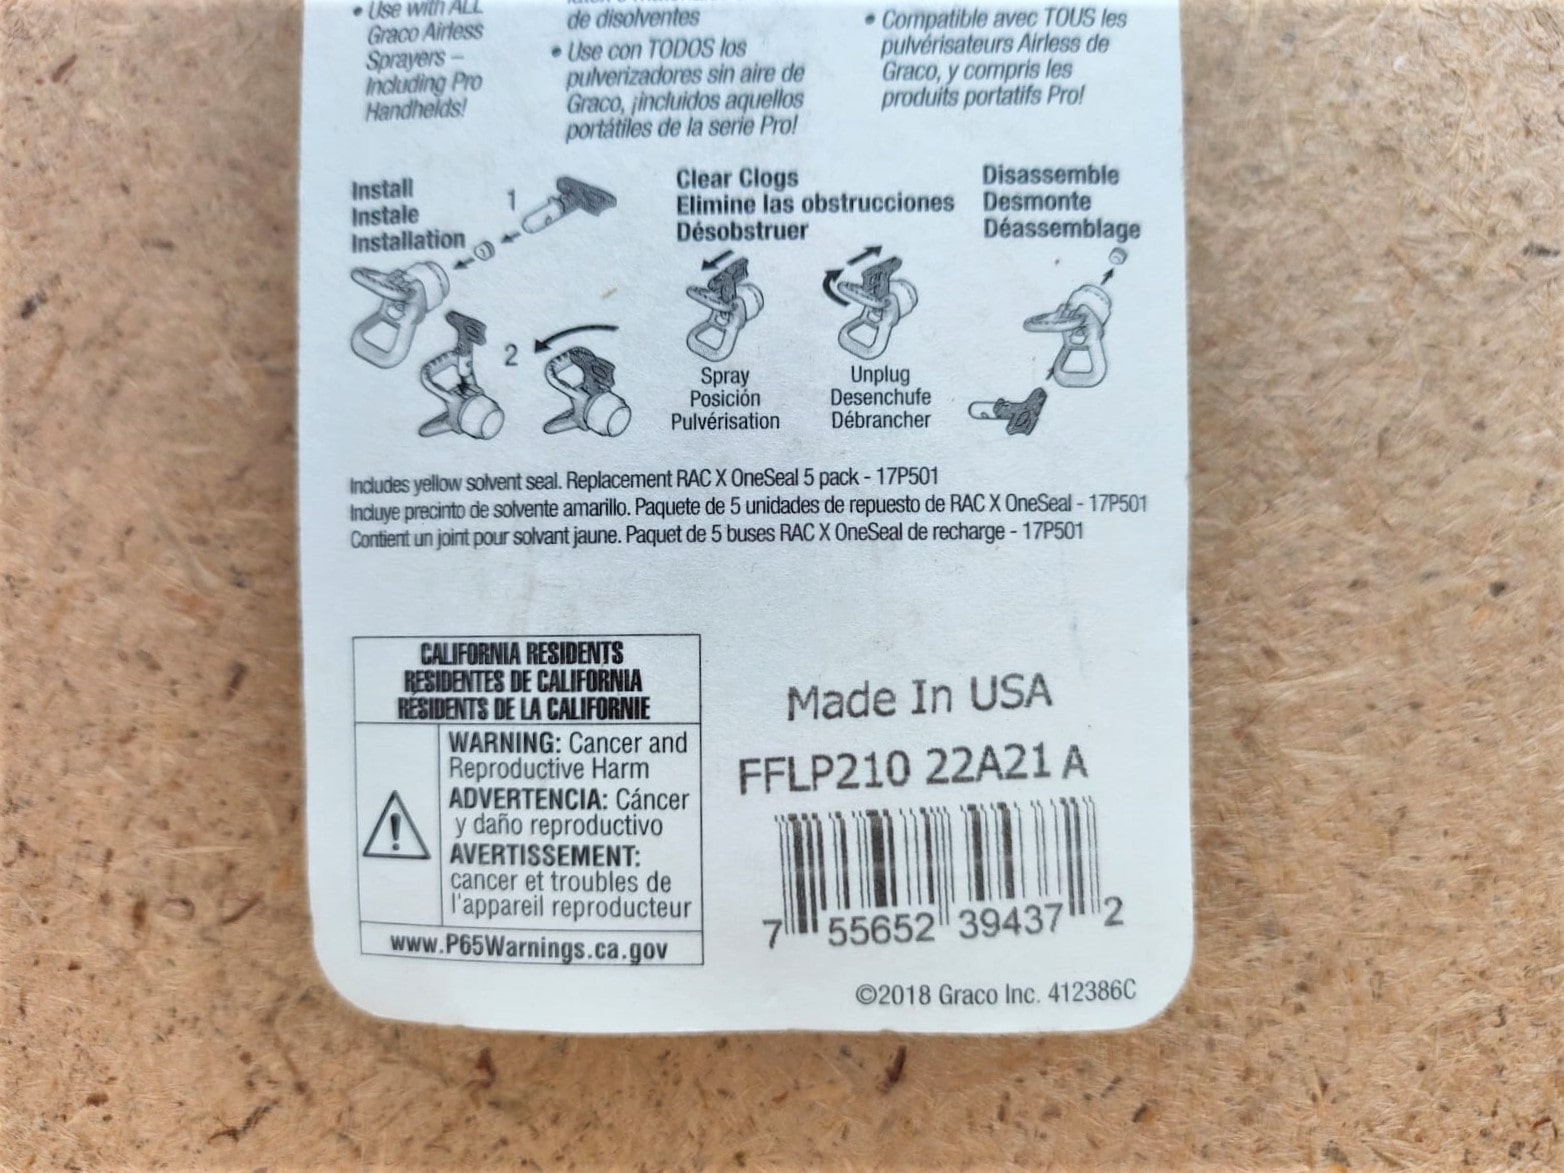 • Use with ALL
Graco Airless
Sprayers –
Including Pro
Handhelds!
de disolventes
• Use con TODOS los
pulverizadores sin aire de
Graco, ¡incluidos aquellos
portátiles de la serie Pro!
• Compatible avec TOUS les
pulvérisateurs Airless de
Graco, y compris les
produits portatifs Pro!
Install
Instale
Installation
1
2
Clear Clogs
Elimine las obstrucciones
Désobstruer
Spray
Posición
Pulvérisation
Unplug
Desenchufe
Débrancher
Disassemble
Desmonte
Déassemblage
Includes yellow solvent seal. Replacement RAC X OneSeal 5 pack - 17P501
Incluye precinto de solvente amarillo. Paquete de 5 unidades de repuesto de RAC X OneSeal - 17P501
Contient un joint pour solvant jaune. Paquet de 5 buses RAC X OneSeal de recharge - 17P501
CALIFORNIA RESIDENTS
RESIDENTES DE CALIFORNIA
RÉSIDENTS DE LA CALIFORNIE
WARNING: Cancer and
Reproductive Harm
ADVERTENCIA: Cáncer
y daño reproductivo
AVERTISSEMENT:
cancer et troubles de
l'appareil reproducteur
www.P65Warnings.ca.gov
Made In USA
FFLP210 22A21 A
7 55652 39437 2
©2018 Graco Inc. 412386C